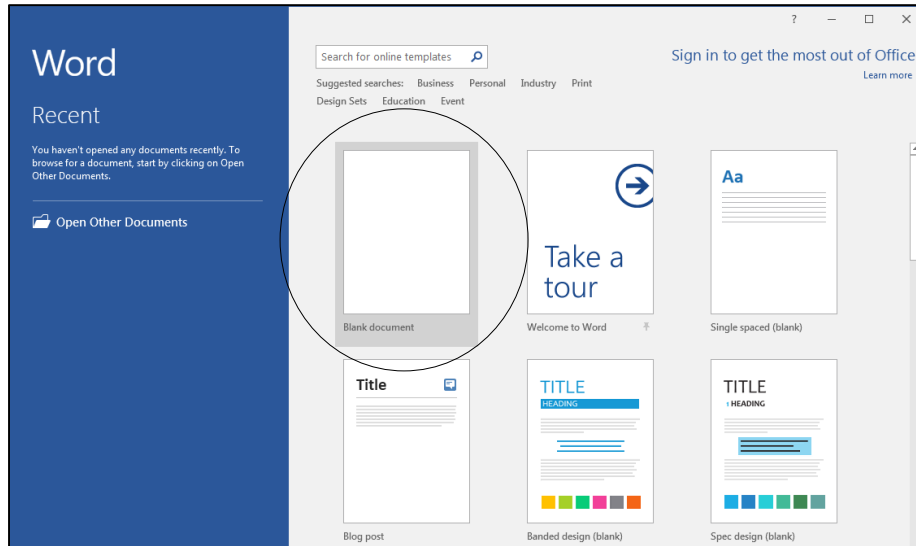 ?
Word
Recent
You haven't opened any documents recently. To
browse for a document, start by clicking on Open
Other Documents.
Open Other Documents
Search for online templates
Suggested searches: Business Personal Industry Print
Design Sets Education Event
Sign in to get the most out of Office
Learn more
Take a
tour
Aa
Blank document
Welcome to Word
Single spaced (blank)
Title
TITLE
HEADING
TITLE
1 HEADING
Blog post
Banded design (blank)
Spec design (blank)